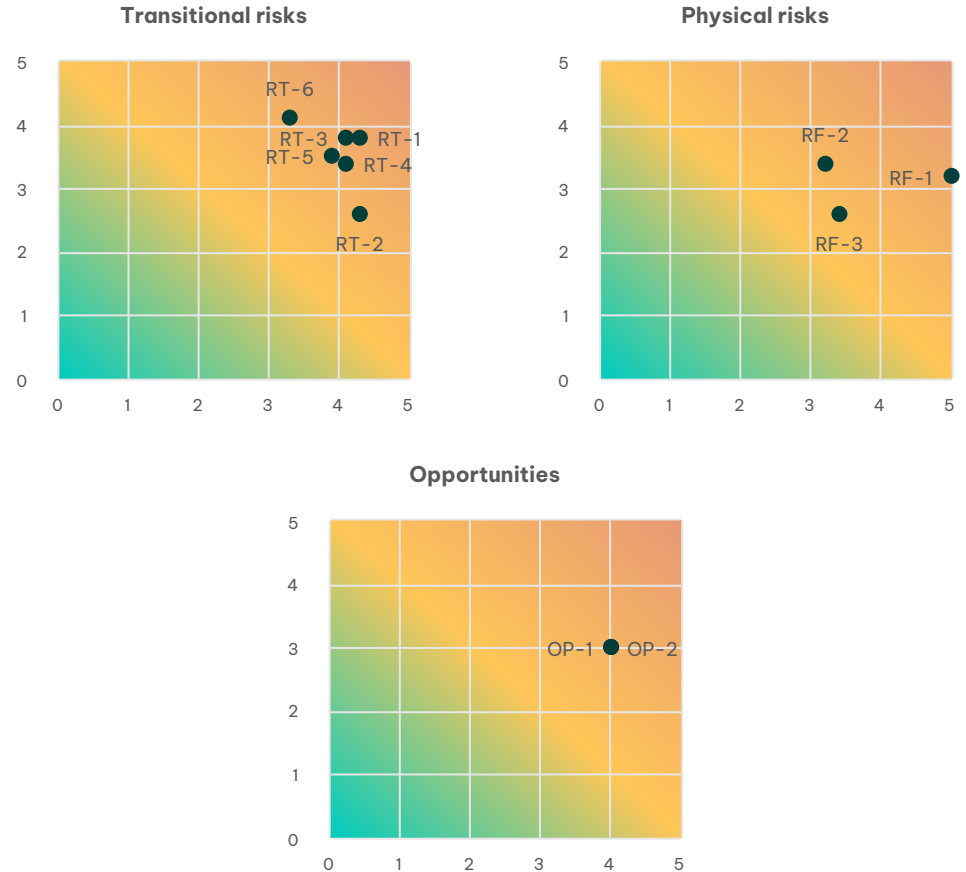 Transitional risks
5
4
3
2
1
0
0 1 2 3 4 5
RT-6
RT-3 RT-1
RT-5 RT-4
RT-2
Physical risks
5
4
3
2
1
0
0 1 2 3 4 5
RF-2
RF-1
RF-3
Opportunities
5
4
3
2
1
0
0 1 2 3 4 5
OP-1 OP-2